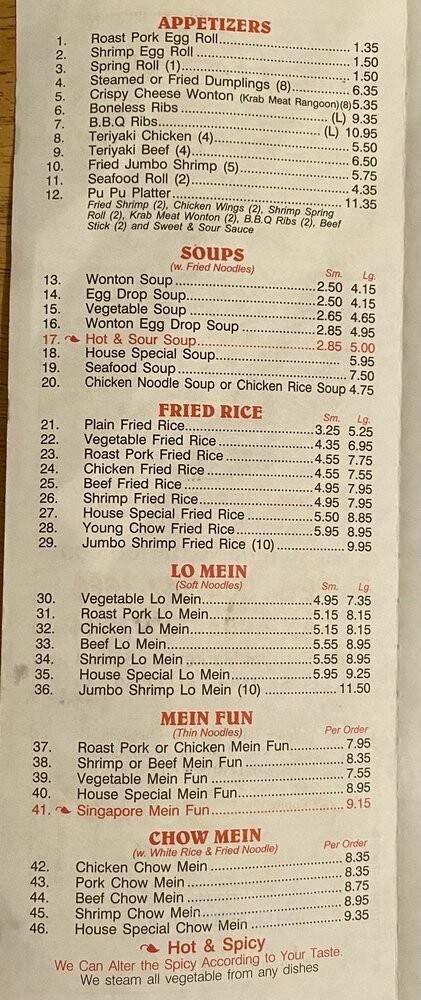 APPETIZERS
1. Roast Pork Egg Roll 1.35
2. Shrimp Egg Roll 1.50
3. Spring Roll (1) 1.50
4. Steamed or Fried Dumplings (8) 6.35
5. Crispy Cheese Wonton (Krab Meat Rangoon)(8) 5.35
6. Boneless Ribs (L) 9.35
7. B.B.Q Ribs (L) 10.95
8. Teriyaki Chicken (4) 5.50
9. Teriyaki Beef (4) 6.50
10. Fried Jumbo Shrimp (5) 5.75
11. Seafood Roll (2) 4.35
12. Pu Pu Platter 11.35
Fried Shrimp (2), Chicken Wings (2), Shrimp Spring
Roll (2), Krab Meat Wonton (2), B.B.Q Ribs (2), Beef
Stick (2) and Sweet & Sour Sauce
SOUPS
(w. Fried Noodles) Sm. Lg.
13. Wonton Soup 2.50 4.15
14. Egg Drop Soup 2.50 4.15
15. Vegetable Soup 2.65 4.65
16. Wonton Egg Drop Soup 2.85 4.95
17. Hot & Sour Soup 2.85 5.00
18. House Special Soup 5.95
19. Seafood Soup 7.50
20. Chicken Noodle Soup or Chicken Rice Soup 4.75
FRIED RICE Sm. Lg.
21. Plain Fried Rice 3.25 5.25
22. Vegetable Fried Rice 4.35 6.95
23. Roast Pork Fried Rice 4.55 7.75
24. Chicken Fried Rice 4.55 7.55
25. Beef Fried Rice 4.95 7.95
26. Shrimp Fried Rice 4.95 7.95
27. House Special Fried Rice 5.50 8.85
28. Young Chow Fried Rice 5.95 8.95
29. Jumbo Shrimp Fried Rice (10) 9.95
LO MEIN
(Soft Noodles) Sm. Lg.
30. Vegetable Lo Mein 4.95 7.35
31. Roast Pork Lo Mein 5.15 8.15
32. Chicken Lo Mein 5.15 8.15
33. Beef Lo Mein 5.55 8.95
34. Shrimp Lo Mein 5.55 8.95
35. House Special Lo Mein 5.95 9.25
36. Jumbo Shrimp Lo Mein (10) 11.50
MEIN FUN
(Thin Noodles) Per Order
37. Roast Pork or Chicken Mein Fun 7.95
38. Shrimp or Beef Mein Fun 8.35
39. Vegetable Mein Fun 7.55
40. House Special Mein Fun 8.95
41. Singapore Mein Fun 9.15
CHOW MEIN
(w. White Rice & Fried Noodle) Per Order
42. Chicken Chow Mein 8.35
43. Pork Chow Mein 8.35
44. Beef Chow Mein 8.75
45. Shrimp Chow Mein 8.95
46. House Special Chow Mein 9.35
Hot & Spicy
We Can Alter the Spicy According to Your Taste.
We steam all vegetable from any dishes